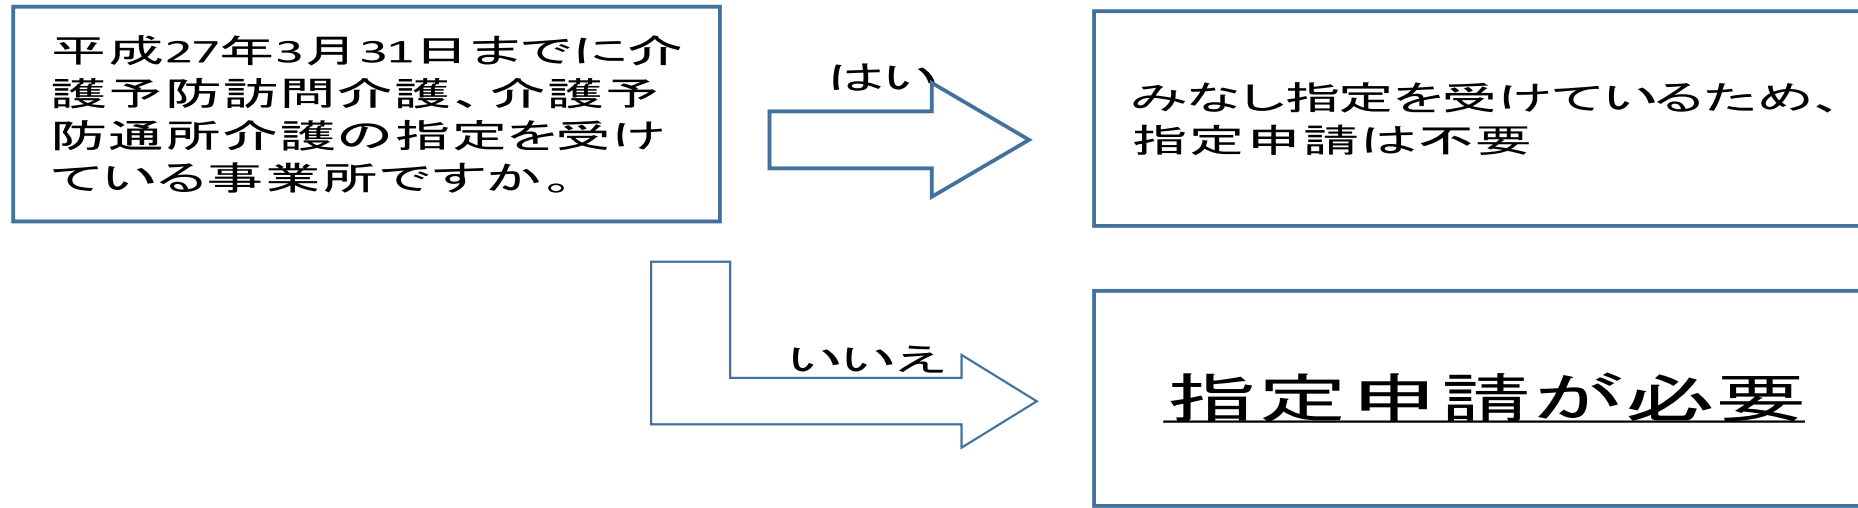 平成27年3月31日までに介
護予防訪問介護、介護予
防通所介護の指定を受け
ている事業所ですか。
はい
みなし指定を受けているため、
指定申請は不要
いいえ
指定申請が必要